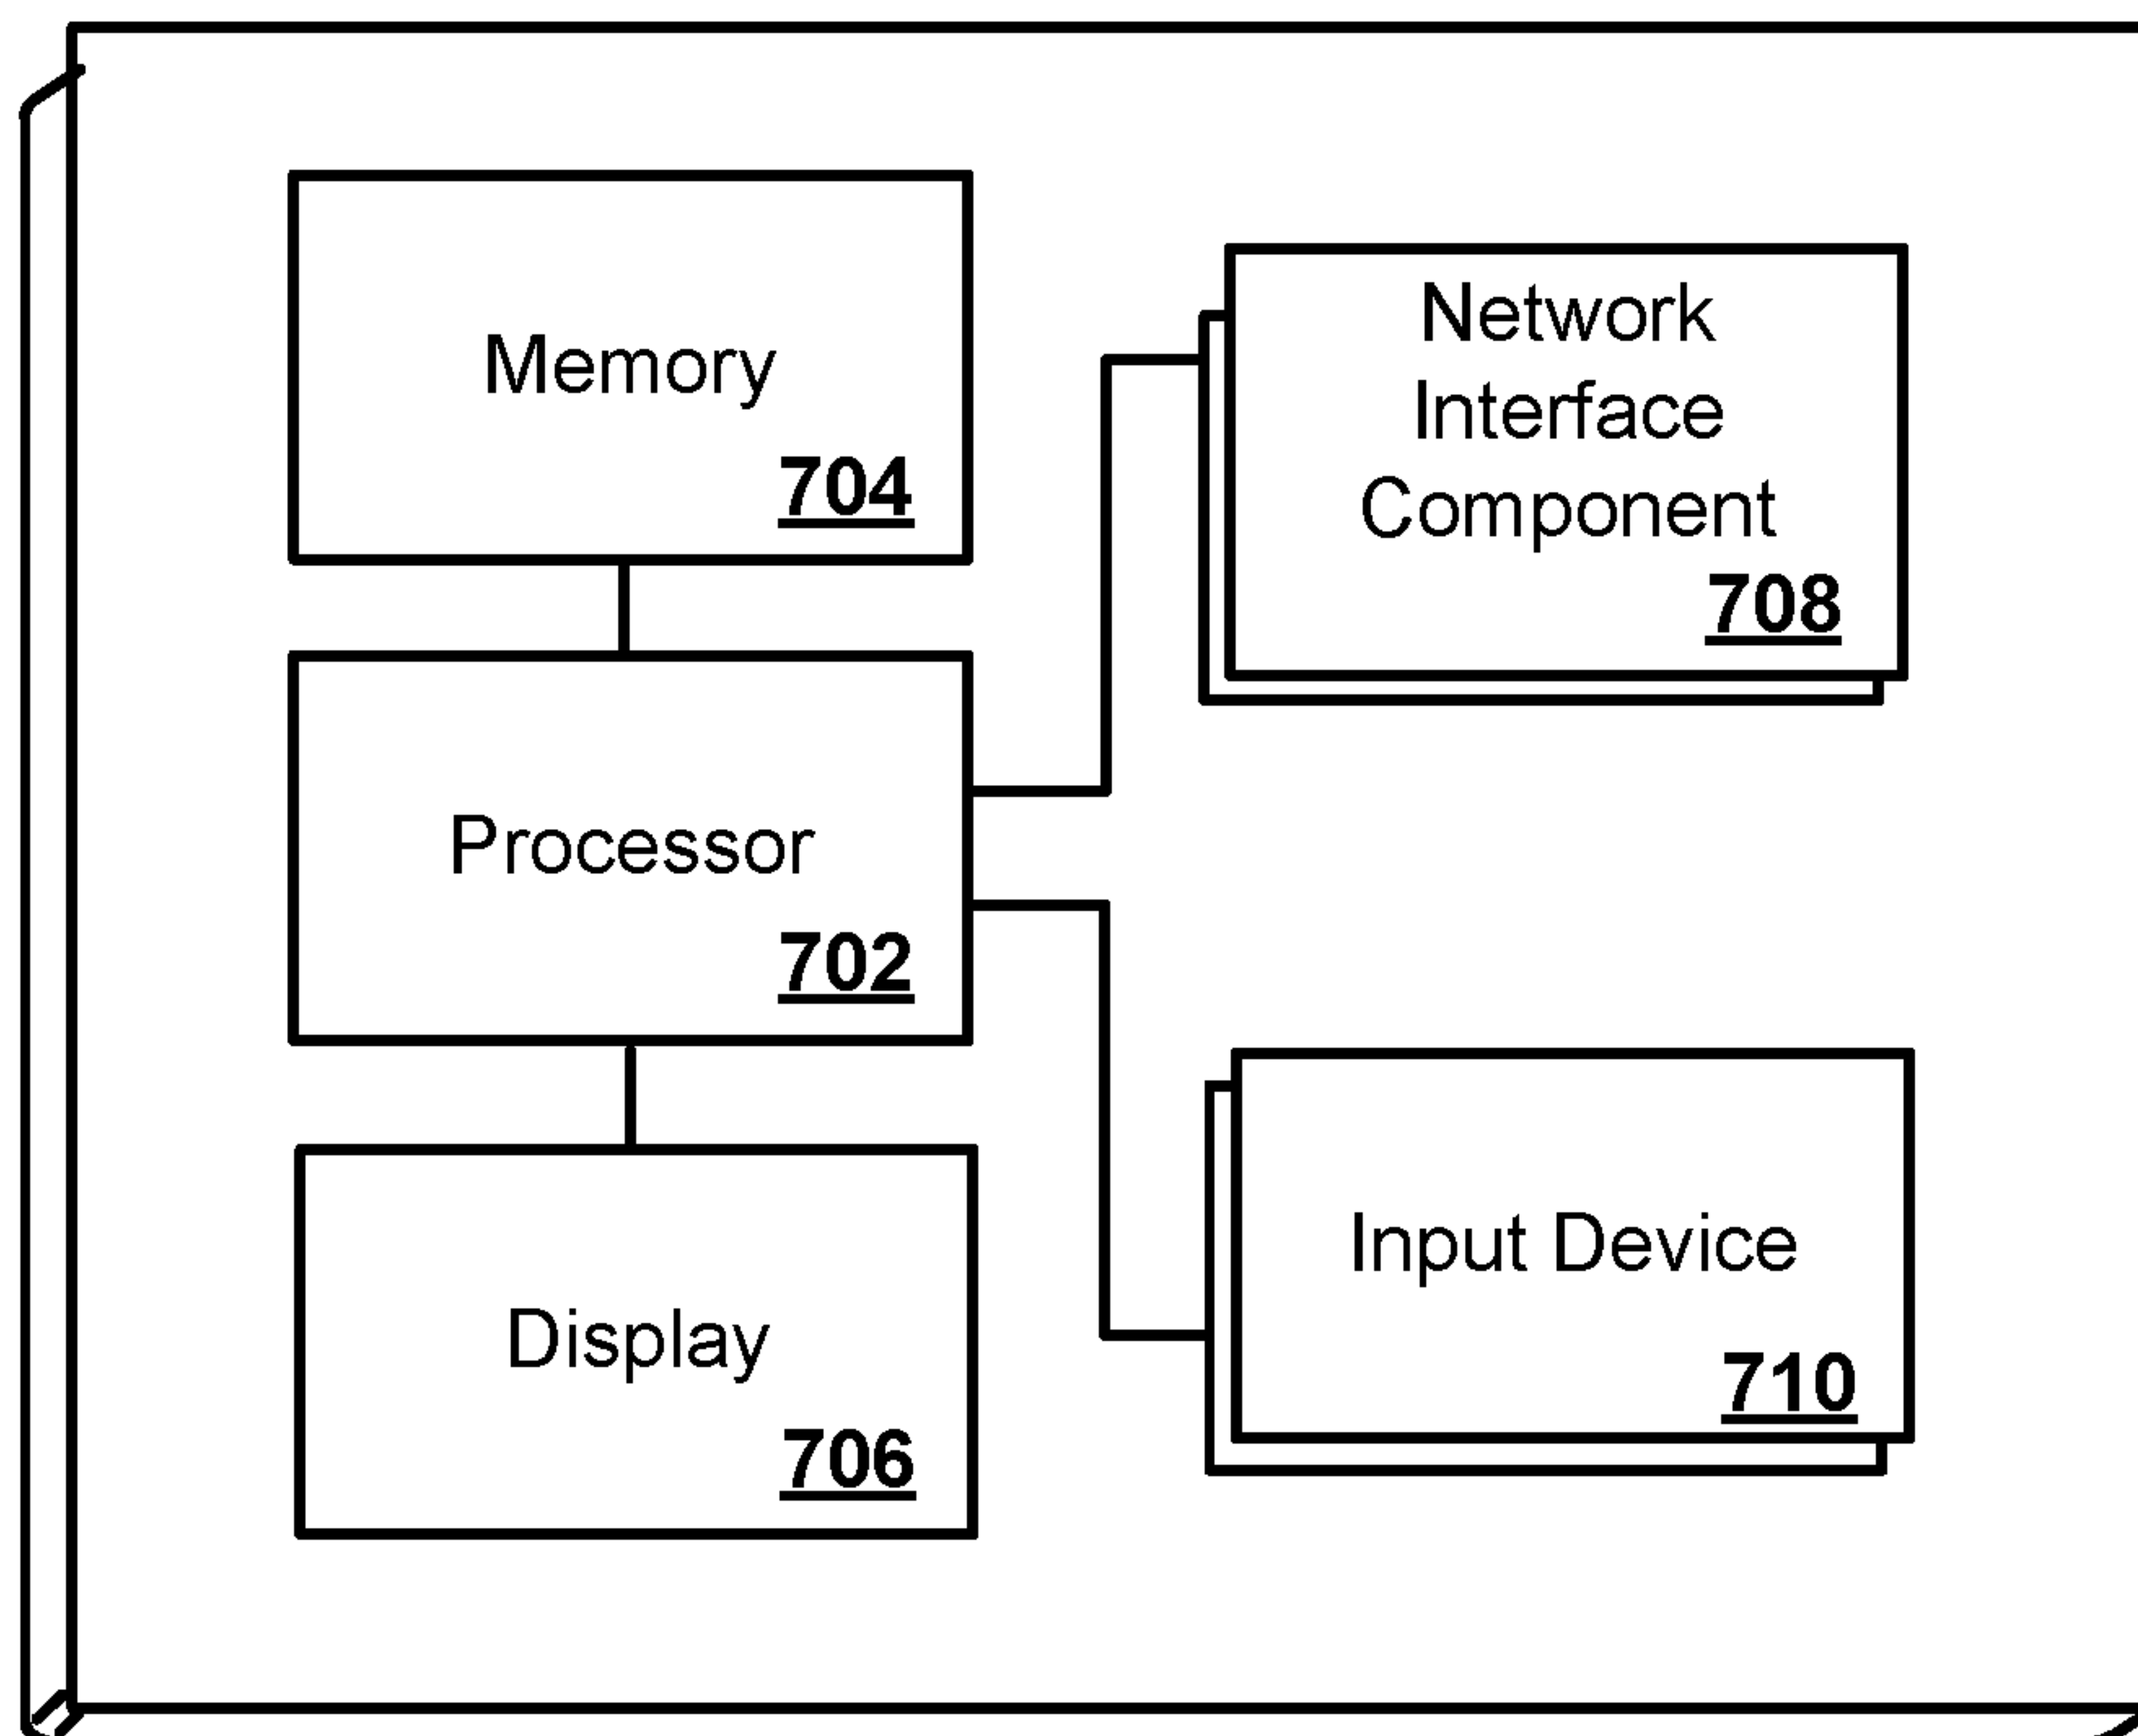 Memory
704
Network
Interface
Component
708
Processor
702
Input Device
710
Display
706